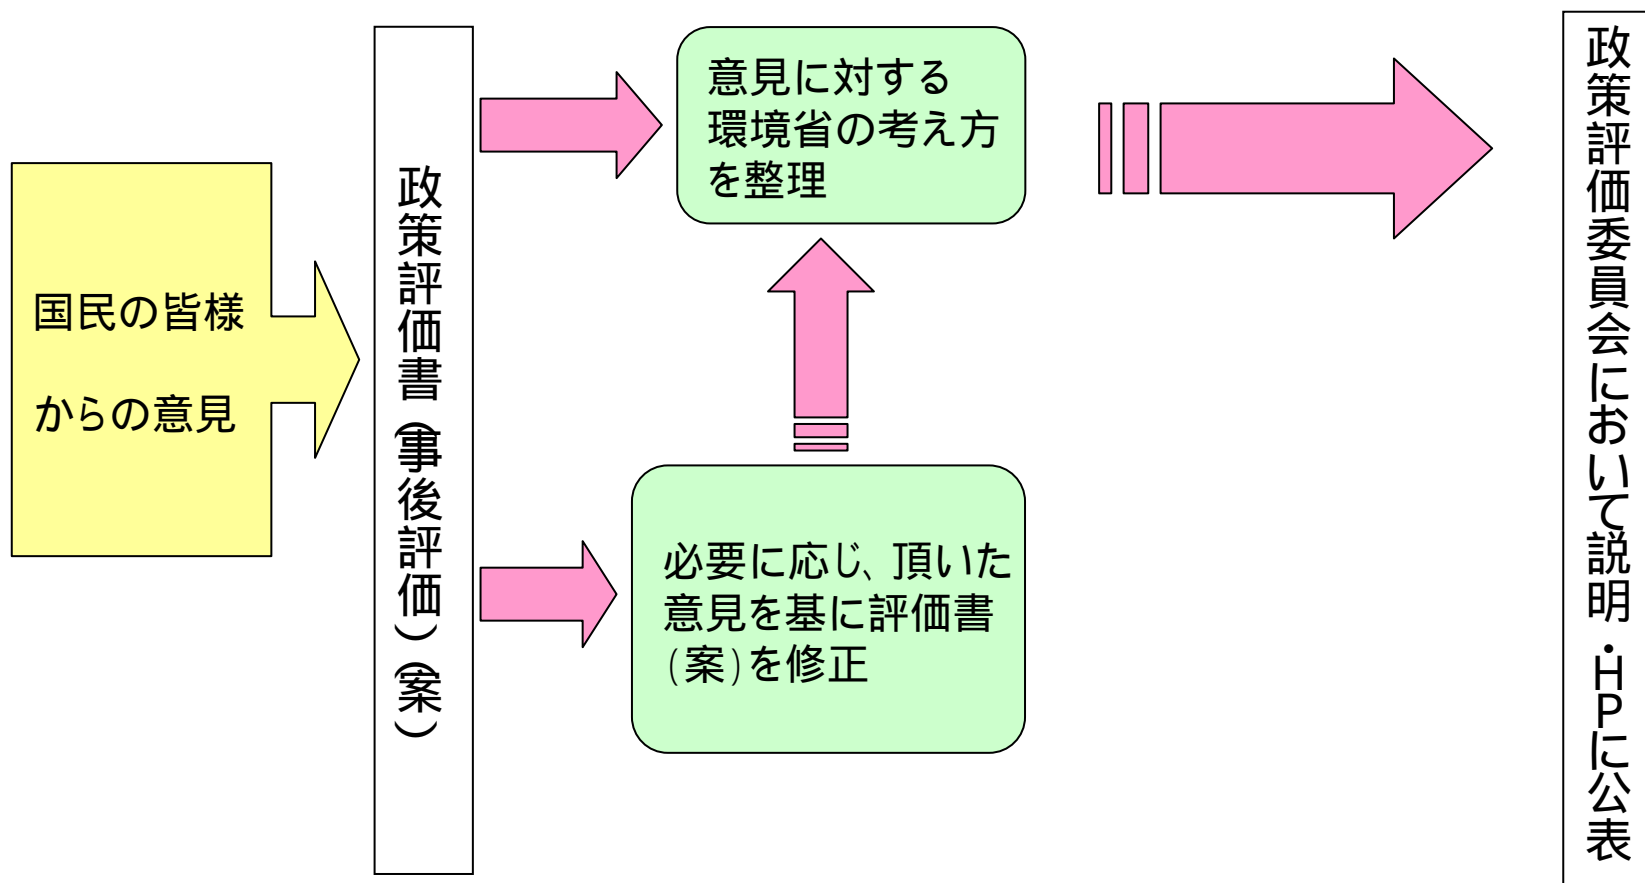 国民の皆様
からの意見
政策評価書(事後評価)(案)
意見に対する
環境省の考え方
を整理
必要に応じ、頂いた
意見を基に評価書
(案)を修正
政策評価委員会において説明・HPに公表